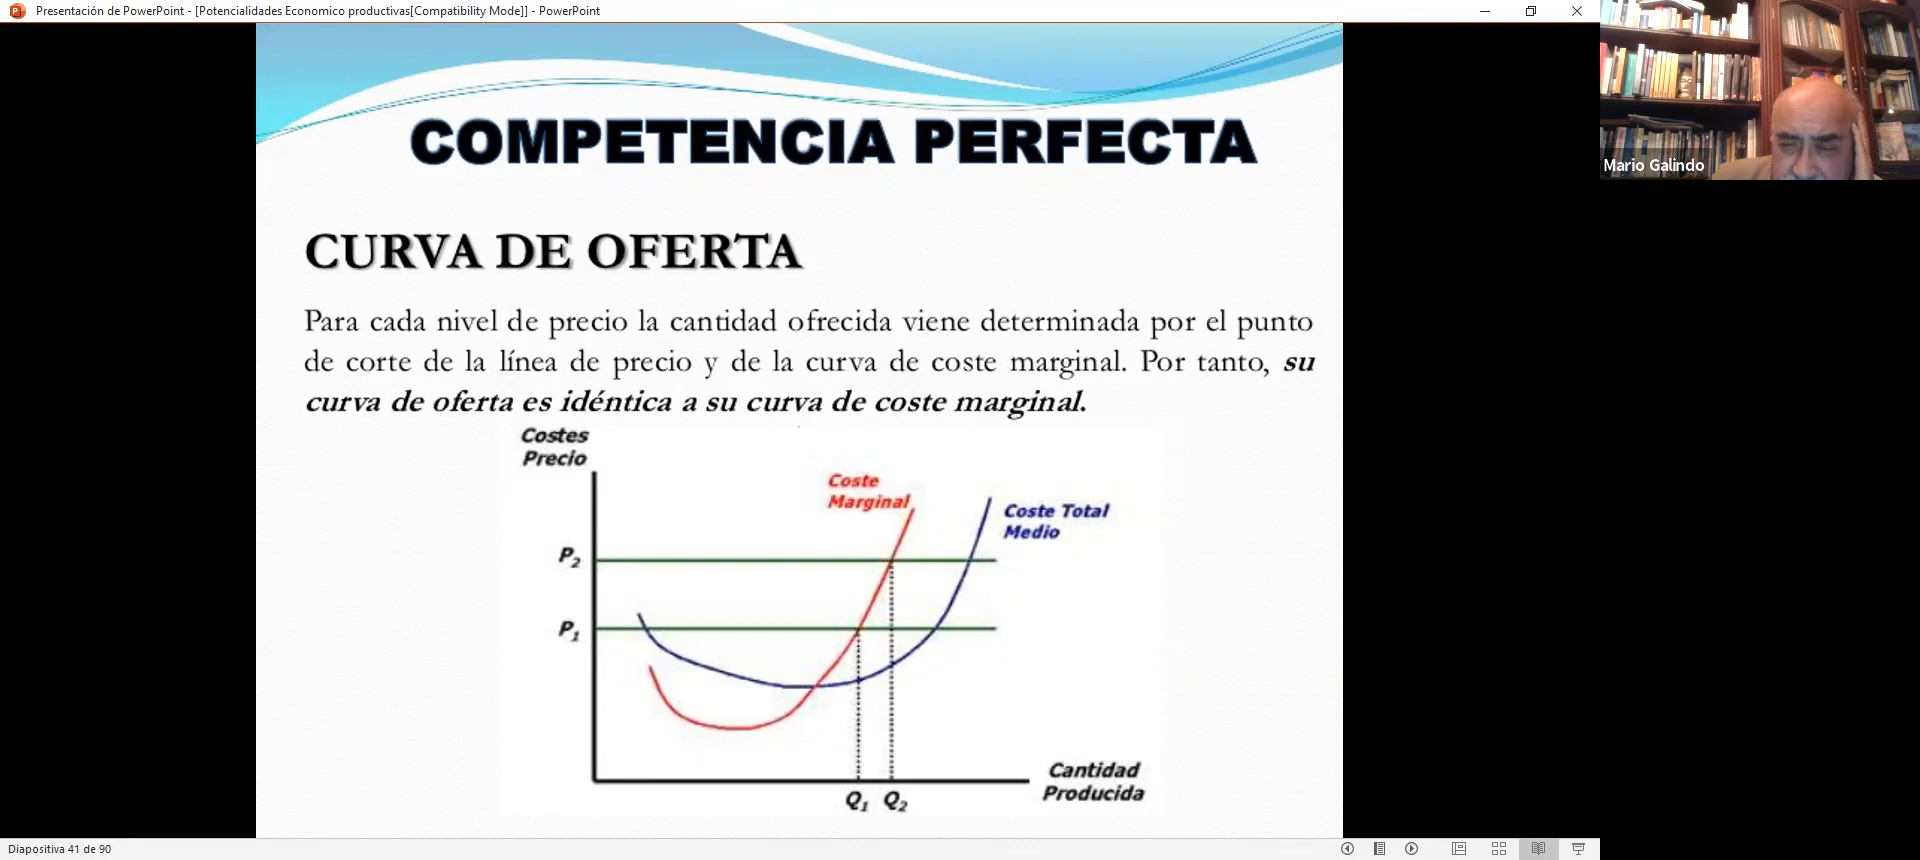 Presentación de PowerPoint - [Potencialidades Economico productivas[Compatibility Mode]] - PowerPoint
Mario Galindo
COMPETENCIA PERFECTA
CURVA DE OFERTA
Para cada nivel de precio la cantidad ofrecida viene determinada por el punto
de corte de la línea de precio y de la curva de coste marginal. Por tanto, su
curva de oferta es idéntica a su curva de coste marginal.
Costes
Precio
Coste
Marginal
Coste Total
Medio
P2
P1
Cantidad
Producida
Q1 Q2
Diapositiva 41 de 90